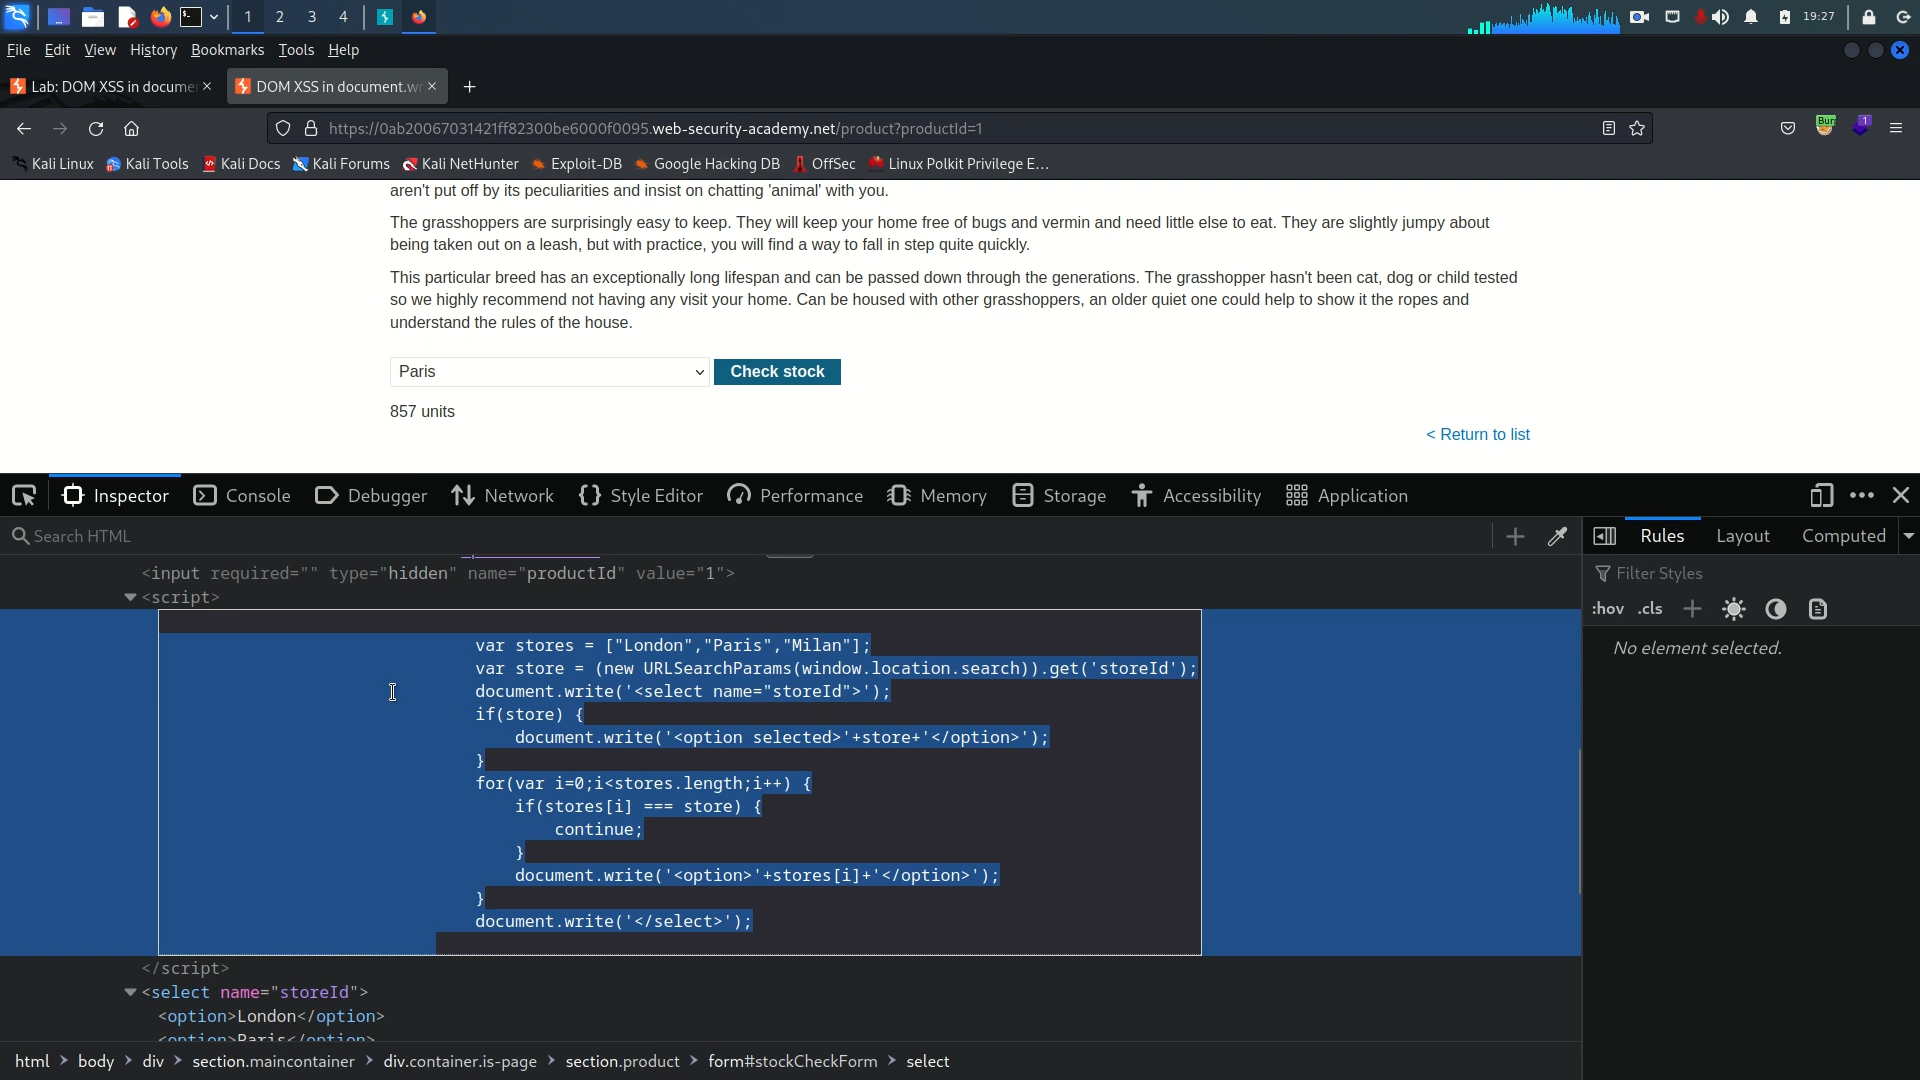 1 2 3 4 19:27
File Edit View History Bookmarks Tools Help
Lab: DOM XSS in docume
DOM XSS in document.w
https://0ab20067031421ff82300be6000f0095.web-security-academy.net/product?productId=1
Bur 1
Kali Linux Kali Tools Kali Docs Kali Forums Kali NetHunter Exploit-DB Google Hacking DB OffSec Linux Polkit Privilege E…
aren't put off by its peculiarities and insist on chatting 'animal' with you.
The grasshoppers are surprisingly easy to keep. They will keep your home free of bugs and vermin and need little else to eat. They are slightly jumpy about
being taken out on a leash, but with practice, you will find a way to fall in step quite quickly.
This particular breed has an exceptionally long lifespan and can be passed down through the generations. The grasshopper hasn't been cat, dog or child tested
so we highly recommend not having any visit your home. Can be housed with other grasshoppers, an older quiet one could help to show it the ropes and
understand the rules of the house.
Paris Check stock
857 units
< Return to list
Inspector Console Debugger Network Style Editor Performance Memory Storage Accessibility Application
Search HTML
Rules Layout Computed
Filter Styles
:hov .cls
No element selected.
<input required="" type="hidden" name="productId" value="1">
<script>
var stores = ["London","Paris","Milan"];
var store = (new URLSearchParams(window.location.search)).get('storeId');
document.write('<select name="storeId">');
if(store) {
document.write('<option selected>'+store+'</option>');
}
for(var i=0;i<stores.length;i++) {
if(stores[i] === store) {
continue;
}
document.write('<option>'+stores[i]+'</option>');
}
document.write('</select>');
</script>
<select name="storeId">
<option>London</option>
<option>Paris</option>
html > body > div > section.maincontainer > div.container.is-page > section.product > form#stockCheckForm > select